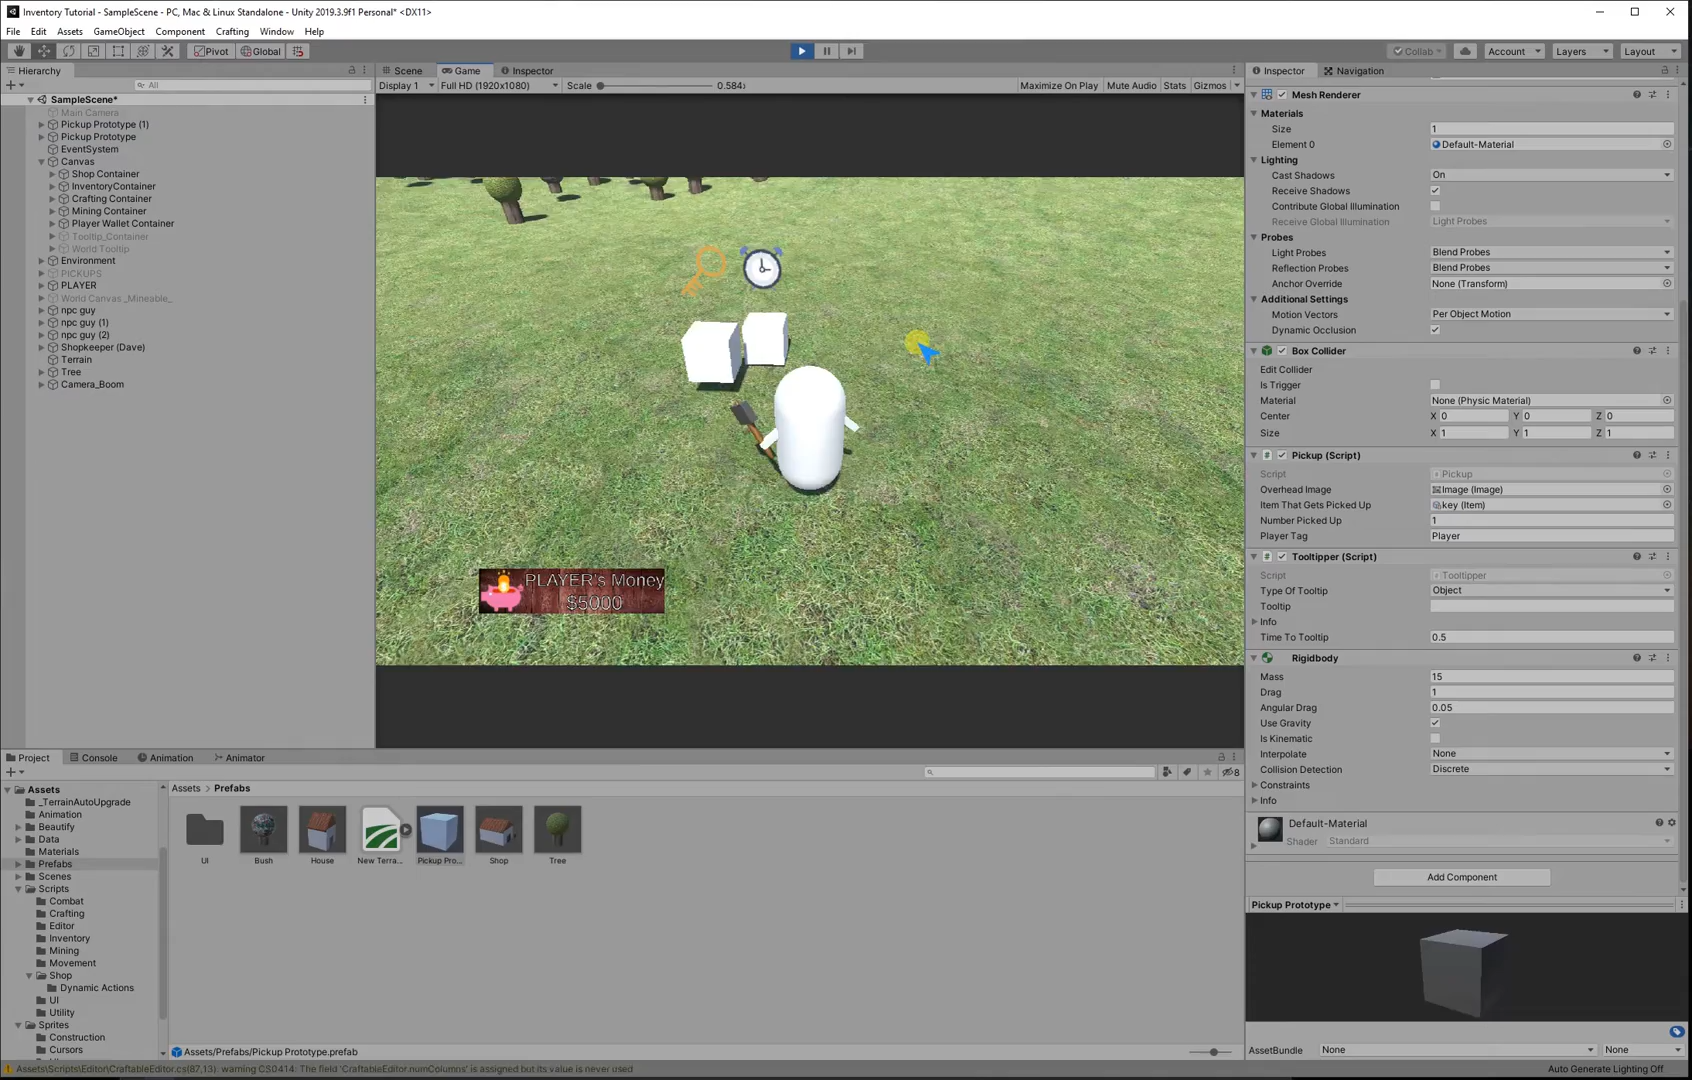 Inventory Tutorial - SampleScene - PC, Mac & Linux Standalone - Unity 2019.3.9f1 Personal* <DX11>
File Edit Assets GameObject Component Crafting Window Help
Pivot Global Collab Account Layers Layout
Hierarchy
All
SampleScene*
Main Camera
Pickup Prototype (1)
Pickup Prototype
EventSystem
Canvas
Shop Container
InventoryContainer
Crafting Container
Mining Container
Player Wallet Container
Tooltip_Container
World Tooltip
Environment
PICKUPS
PLAYER
World Canvas _Mineable_
npc guy
npc guy (1)
npc guy (2)
Shopkeeper (Dave)
Terrain
Tree
Camera_Boom
Scene Game Inspector
Display 1 Full HD (1920x1080) Scale 0.584x Maximize On Play Mute Audio Stats Gizmos
PLAYER's Money
$5000
Inspector Navigation
Mesh Renderer
Materials
Size 1
Element 0 Default-Material
Lighting
Cast Shadows On
Receive Shadows
Contribute Global Illumination
Receive Global Illumination Light Probes
Probes
Light Probes Blend Probes
Reflection Probes Blend Probes
Anchor Override None (Transform)
Additional Settings
Motion Vectors Per Object Motion
Dynamic Occlusion
Box Collider
Edit Collider
Is Trigger
Material None (Physic Material)
Center X 0 Y 0 Z 0
Size X 1 Y 1 Z 1
Pickup (Script)
Script Pickup
Overhead Image Image (Image)
Item That Gets Picked Up key (Item)
Number Picked Up 1
Player Tag Player
Tooltipper (Script)
Script Tooltipper
Type Of Tooltip Object
Tooltip
Info
Time To Tooltip 0.5
Rigidbody
Mass 15
Drag 1
Angular Drag 0.05
Use Gravity
Is Kinematic
Interpolate None
Collision Detection Discrete
Constraints
Info
Default-Material
Shader Standard
Add Component
Pickup Prototype
AssetBundle None None
Auto Generate Lighting Off
Project Console Animation Animator
8
Assets
_TerrainAutoUpgrade
Animation
Beautify
Data
Materials
Prefabs
Scenes
Scripts
Combat
Crafting
Editor
Inventory
Mining
Movement
Shop
Dynamic Actions
UI
Utility
Sprites
Construction
Cursors
Assets > Prefabs
UI Bush House New Terra... Pickup Pro... Shop Tree
Assets/Prefabs/Pickup Prototype.prefab
Assets\Scripts\Editor\CraftableEditor.cs(87,13): warning CS0414: The field 'CraftableEditor.numColumns' is assigned but its value is never used